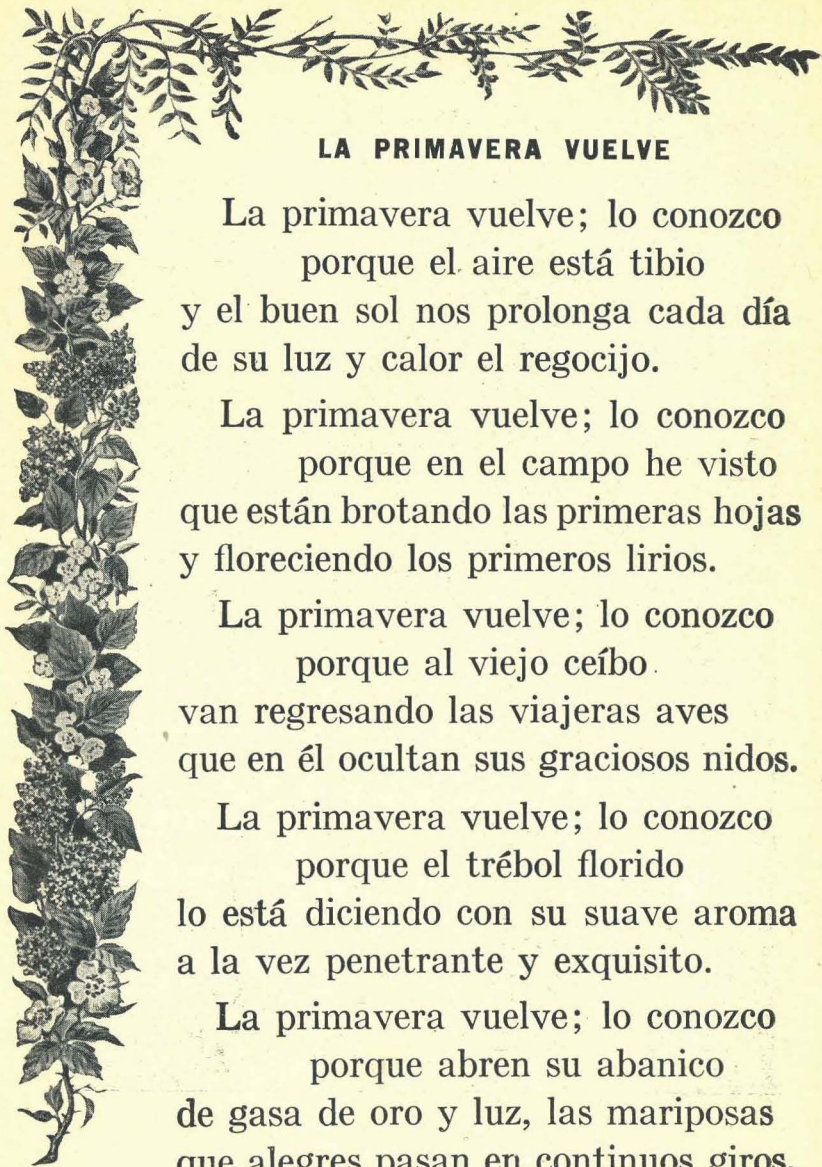 LA PRIMAVERA VUELVE
La primavera vuelve; lo conozco
porque el aire está tibio
y el buen sol nos prolonga cada día
de su luz y calor el regocijo.
La primavera vuelve; lo conozco
porque en el campo he visto
que están brotando las primeras hojas
y floreciendo los primeros lirios.
La primavera vuelve; lo conozco
porque al viejo ceíbo
van regresando las viajeras aves
que en él ocultan sus graciosos nidos.
La primavera vuelve; lo conozco
porque el trébol florido
lo está diciendo con su suave aroma
a la vez penetrante y exquisito.
La primavera vuelve; lo conozco
porque abren su abanico
de gasa de oro y luz, las mariposas
que alegres pasan en continuos giros.